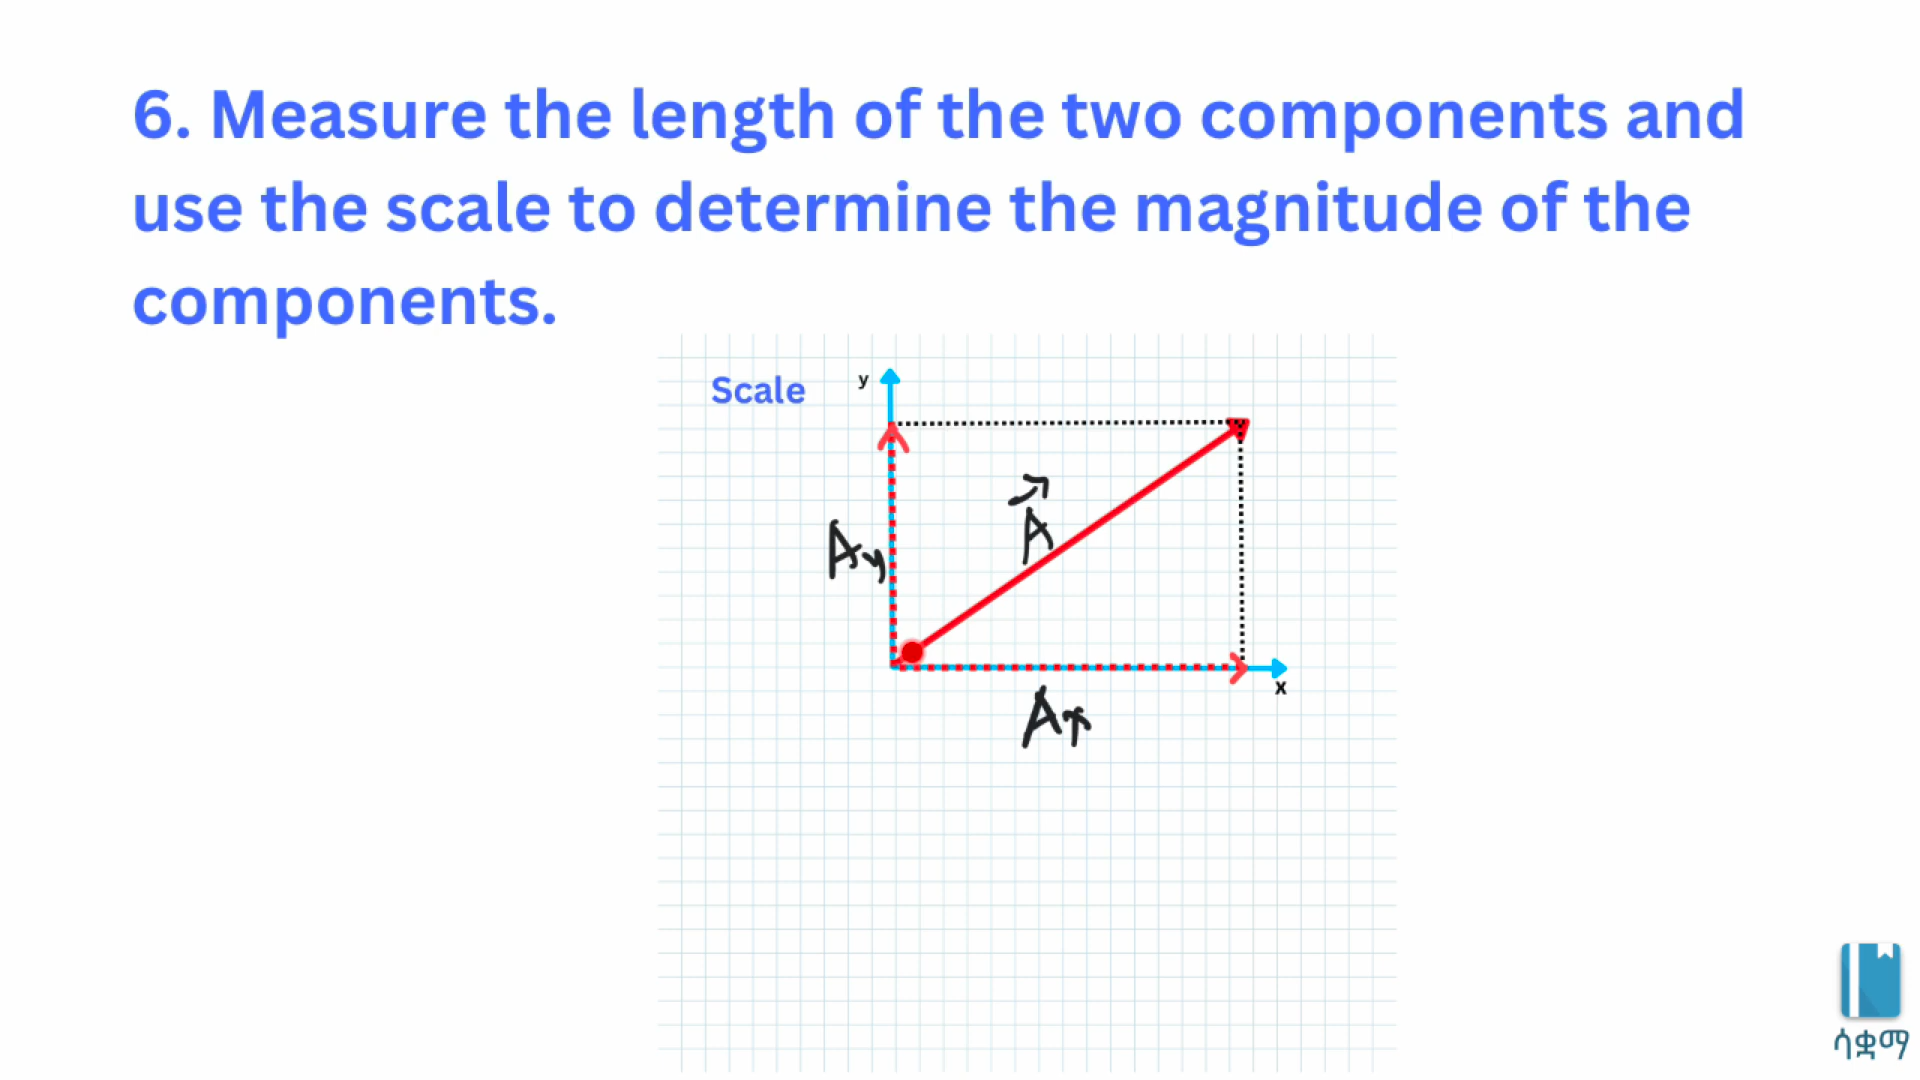 6. Measure the length of the two components and
use the scale to determine the magnitude of the
components.
Scale
y
A
Ay
x
Ax
ሳቋማ